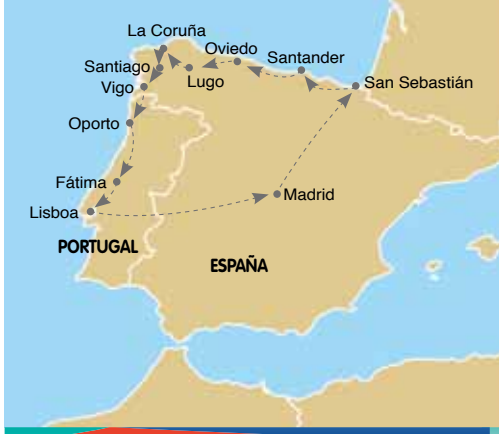 La Coruña
Oviedo
Santander
Santiago
Lugo
San Sebastián
Vigo
Oporto
Fátima
Madrid
Lisboa
PORTUGAL
ESPAÑA